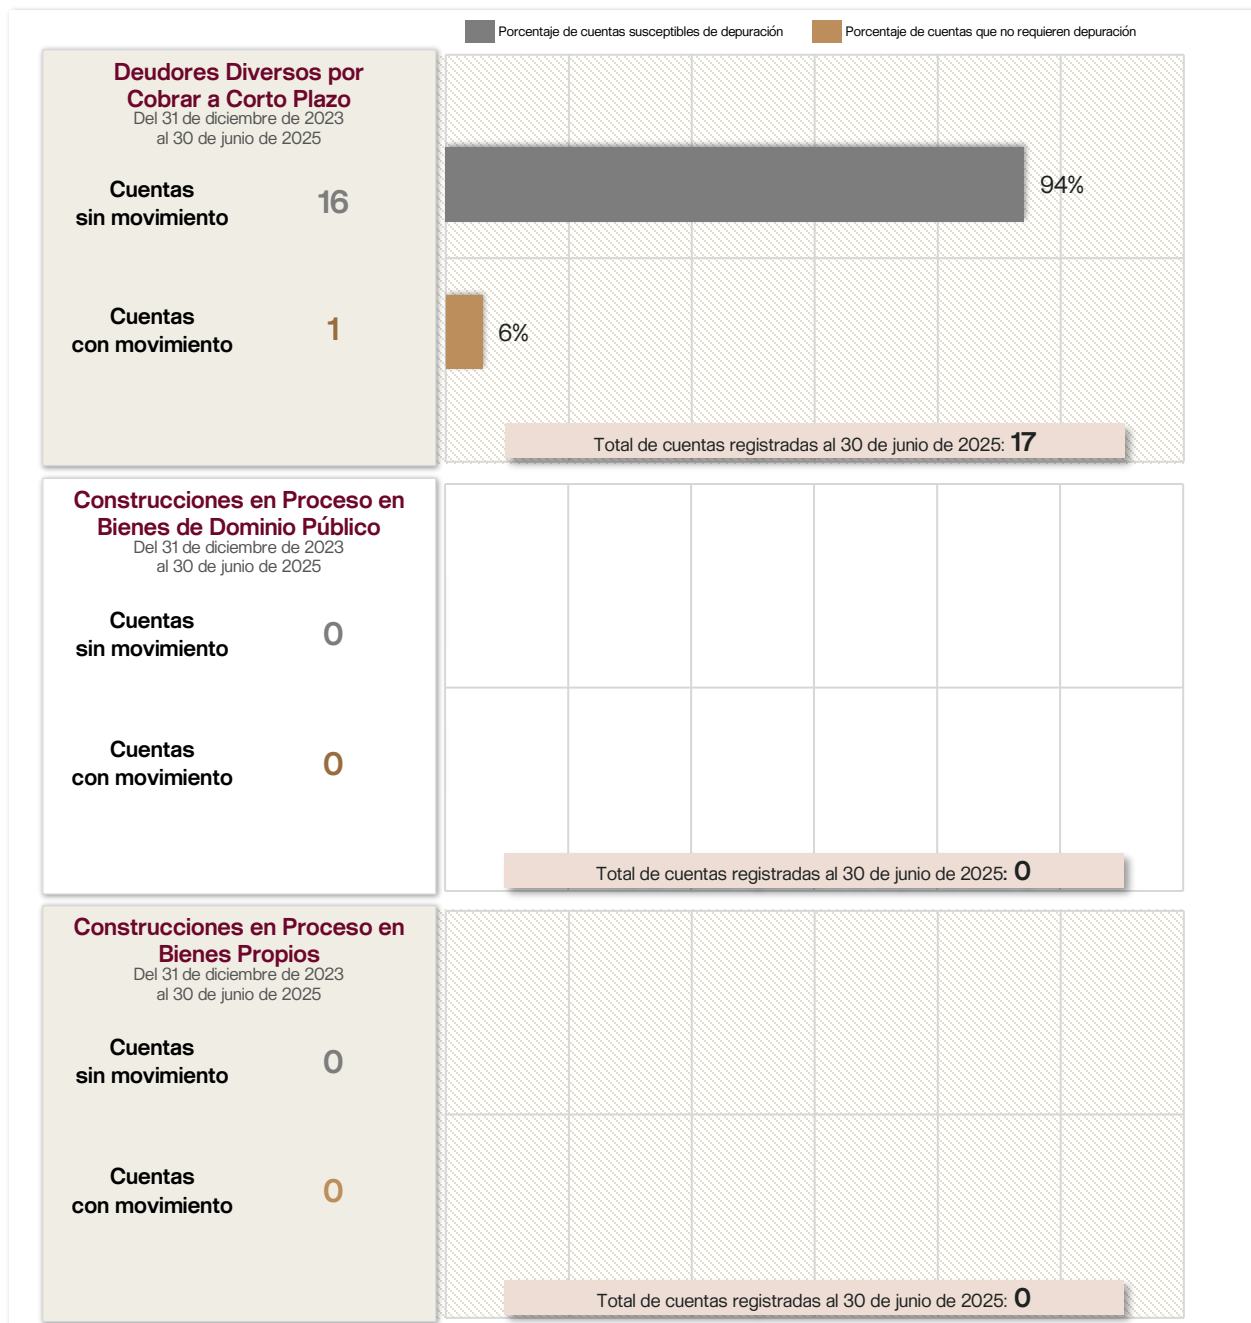 Porcentaje de cuentas susceptibles de depuración
Porcentaje de cuentas que no requieren depuración
Deudores Diversos por
Cobrar a Corto Plazo
Del 31 de diciembre de 2023
al 30 de junio de 2025
Cuentas
sin movimiento
16
94%
Cuentas
con movimiento
1
6%
Total de cuentas registradas al 30 de junio de 2025: 17
Construcciones en Proceso en
Bienes de Dominio Público
Del 31 de diciembre de 2023
al 30 de junio de 2025
Cuentas
sin movimiento
0
Cuentas
con movimiento
0
Total de cuentas registradas al 30 de junio de 2025: 0
Construcciones en Proceso en
Bienes Propios
Del 31 de diciembre de 2023
al 30 de junio de 2025
Cuentas
sin movimiento
0
Cuentas
con movimiento
0
Total de cuentas registradas al 30 de junio de 2025: 0